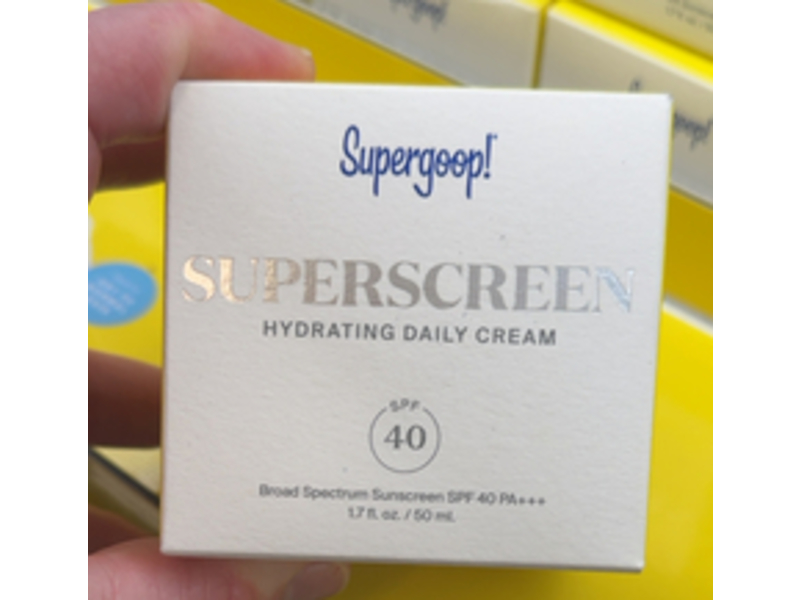 Supergoop!
Supergoop!
SUPERSCREEN
HYDRATING DAILY CREAM
SPF
40
Broad Spectrum Sunscreen SPF 40 PA+++
1.7 fl. oz. / 50 ml.